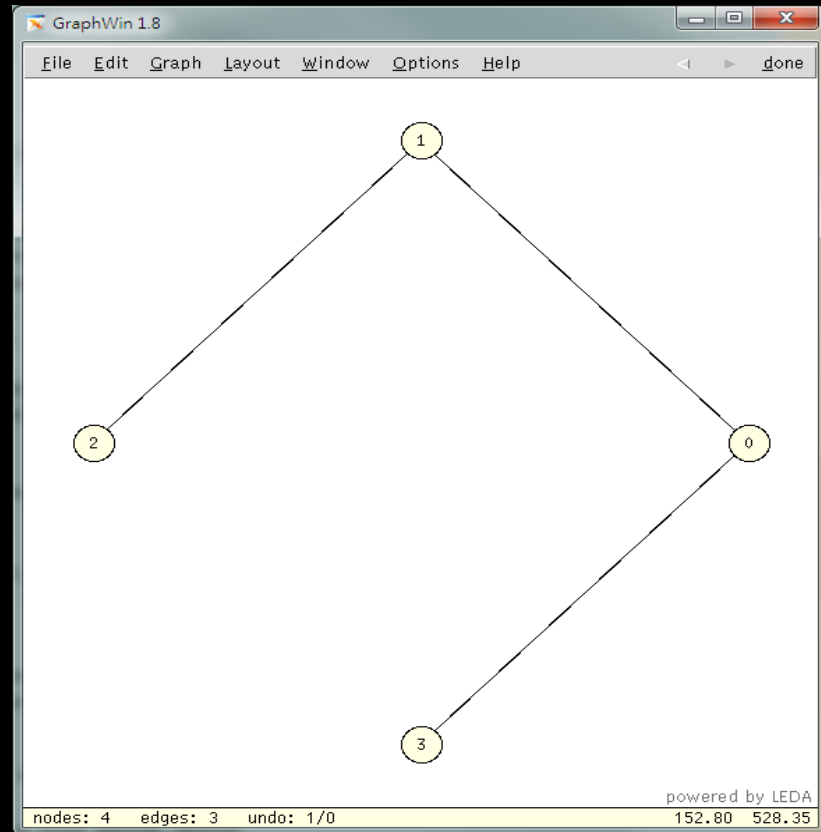 GraphWin 1.8
File Edit Graph Layout Window Options Help done
1
2 0
3
powered by LEDA
nodes: 4 edges: 3 undo: 1/0 152.80 528.35